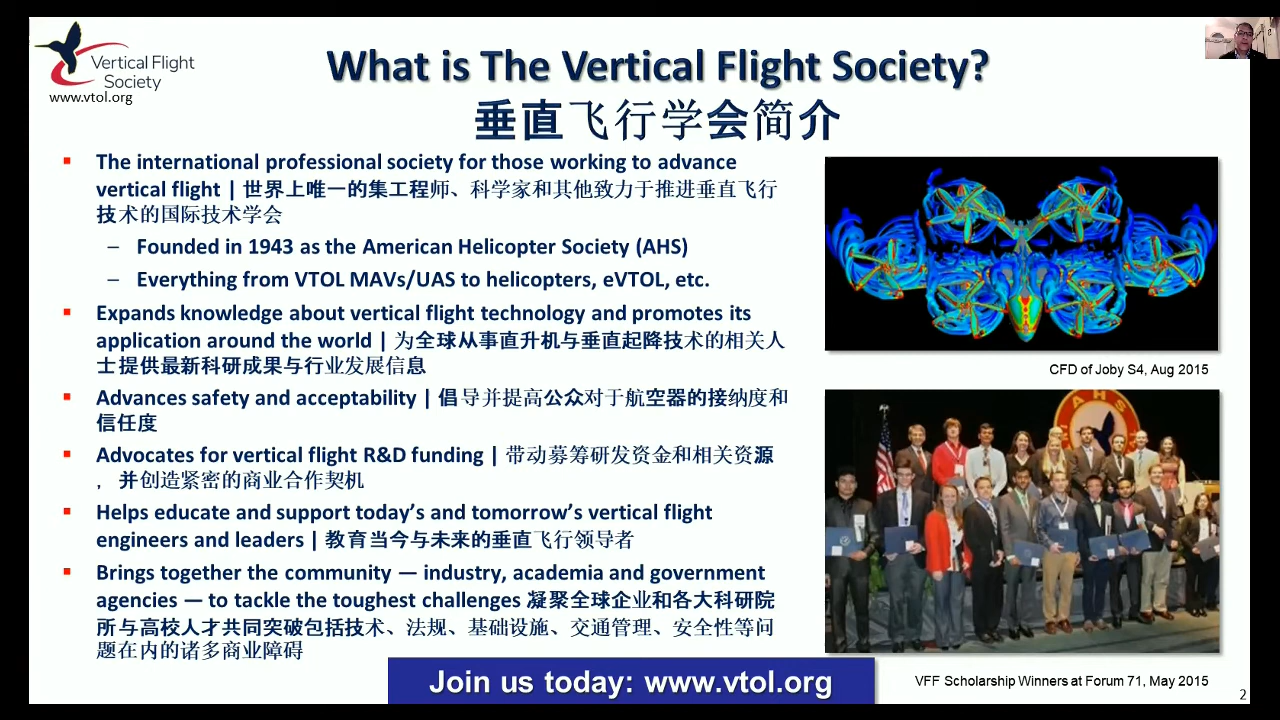 Vertical Flight
Society
www.vtol.org
What is The Vertical Flight Society?
垂直飞行学会简介
The international professional society for those working to advance
vertical flight | 世界上唯一的集工程师、科学家和其他致力于推进垂直飞行
技术的国际技术学会
– Founded in 1943 as the American Helicopter Society (AHS)
– Everything from VTOL MAVs/UAS to helicopters, eVTOL, etc.
Expands knowledge about vertical flight technology and promotes its
application around the world | 为全球从事直升机与垂直起降技术的相关人
士提供最新科研成果与行业发展信息
Advances safety and acceptability | 倡导并提高公众对于航空器的接纳度和
信任度
Advocates for vertical flight R&D funding | 带动募筹研发资金和相关资源
，并创造紧密的商业合作契机
Helps educate and support today’s and tomorrow’s vertical flight
engineers and leaders | 教育当今与未来的垂直飞行领导者
Brings together the community — industry, academia and government
agencies — to tackle the toughest challenges 凝聚全球企业和各大科研院
所与高校人才共同突破包括技术、法规、基础设施、交通管理、安全性等问
题在内的诸多商业障碍
CFD of Joby S4, Aug 2015
AHS
VFF Scholarship Winners at Forum 71, May 2015
Join us today: www.vtol.org
2